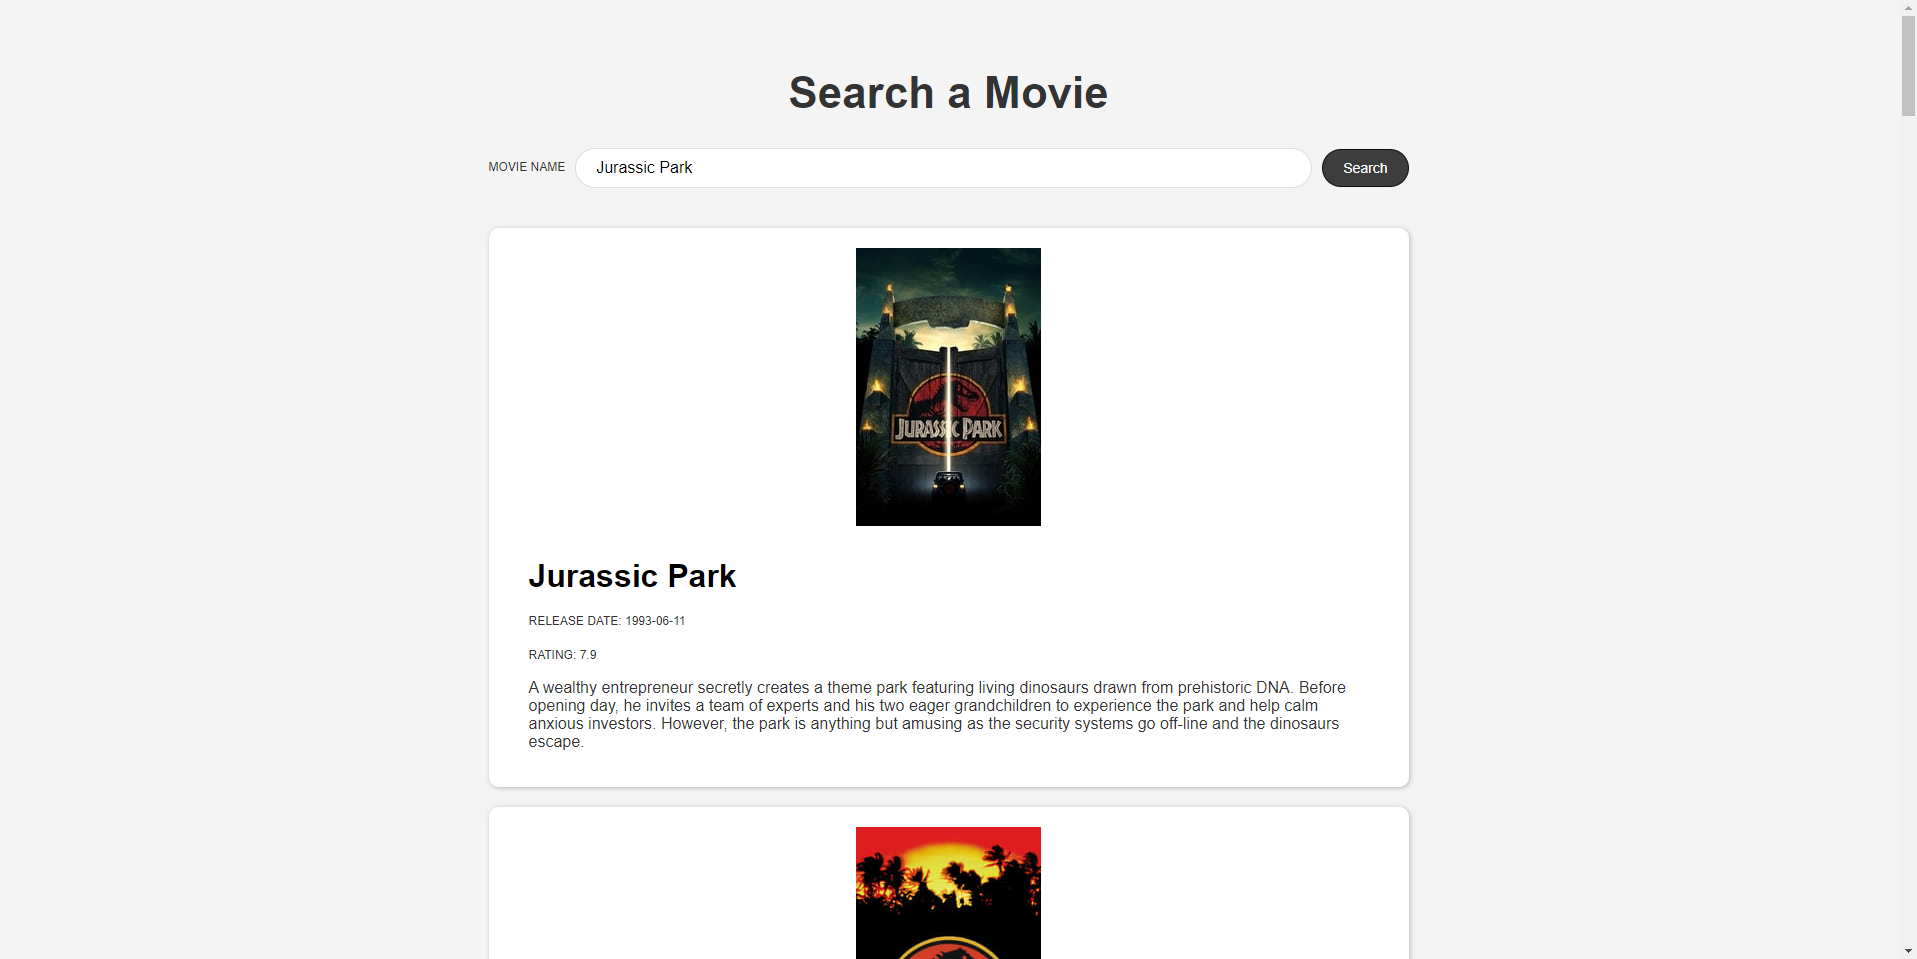 Search a Movie
MOVIE NAME
Jurassic Park
Search
JURASSIC PARK
Jurassic Park
RELEASE DATE: 1993-06-11
RATING: 7.9
A wealthy entrepreneur secretly creates a theme park featuring living dinosaurs drawn from prehistoric DNA. Before
opening day, he invites a team of experts and his two eager grandchildren to experience the park and help calm
anxious investors. However, the park is anything but amusing as the security systems go off-line and the dinosaurs
escape.